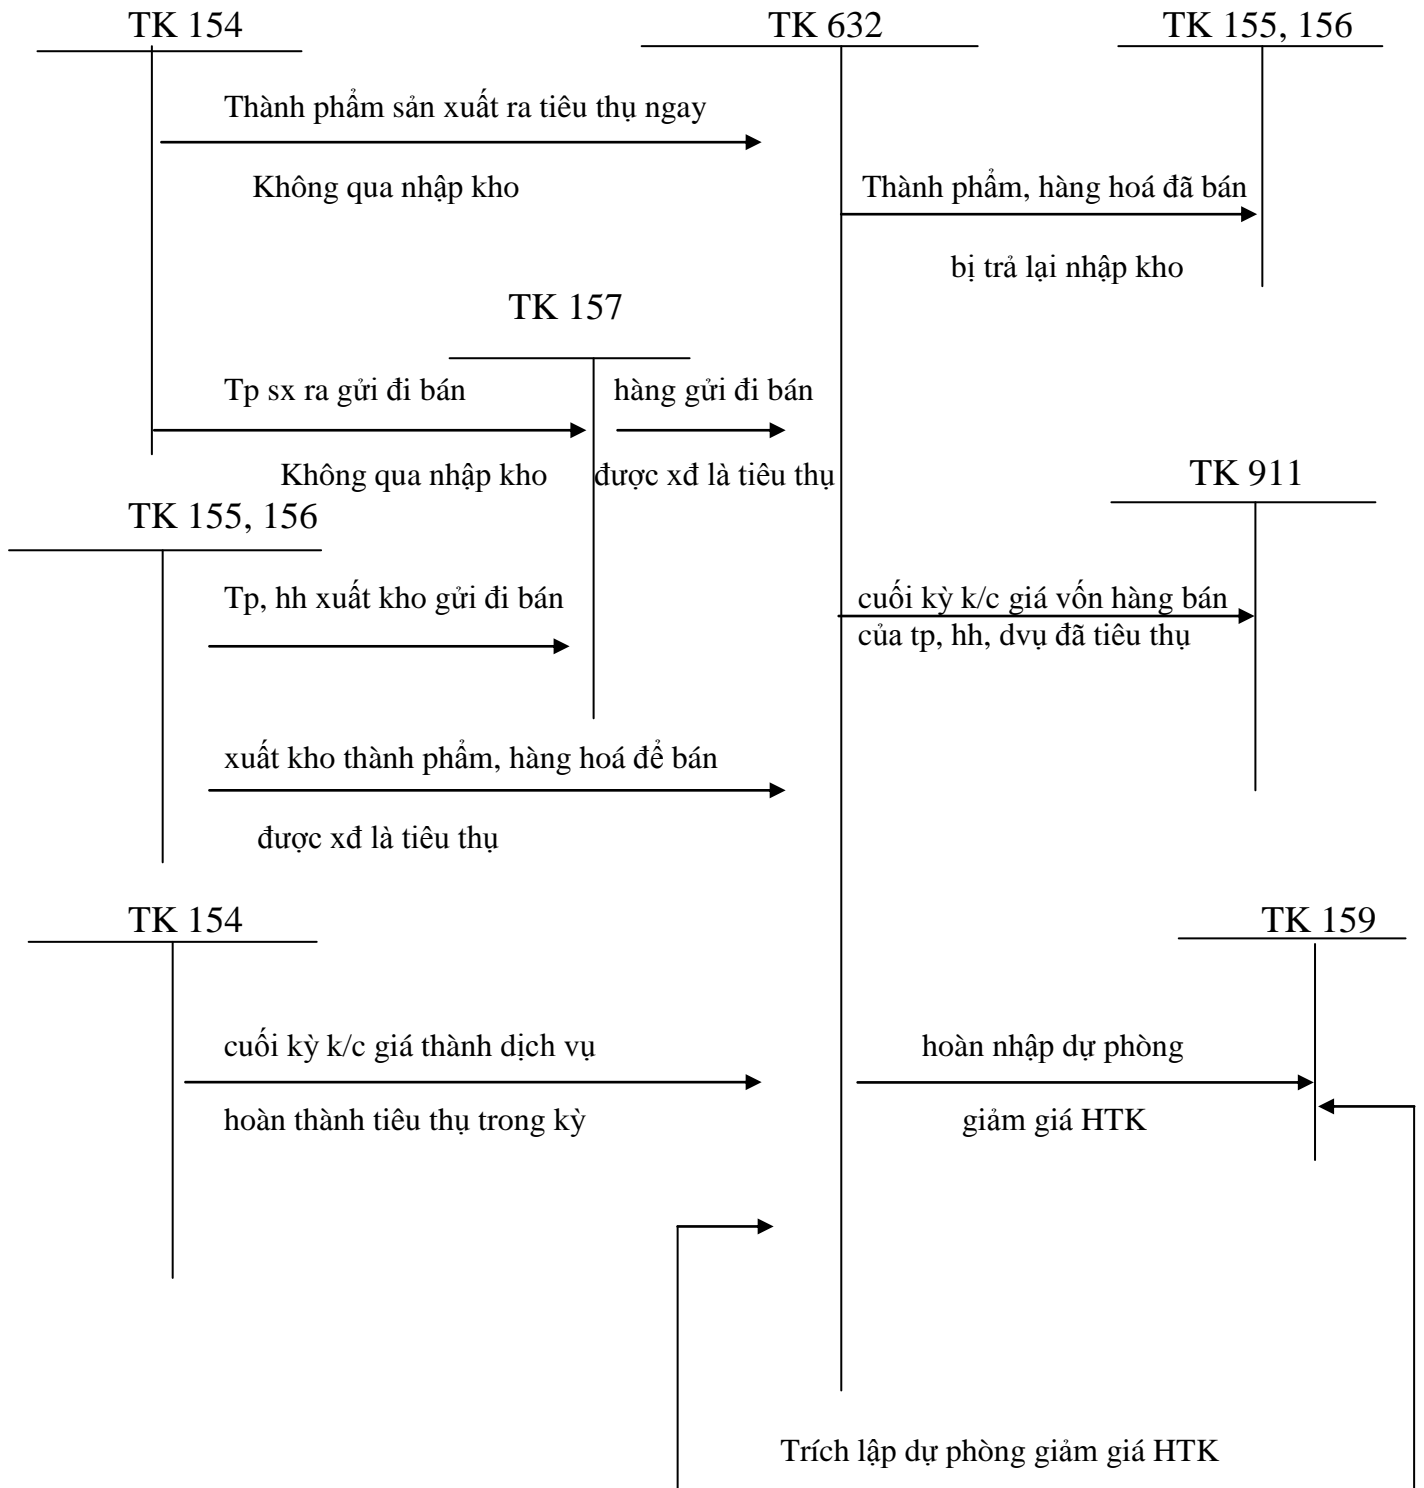 TK 154
TK 632
TK 155, 156
Thành phẩm sản xuất ra tiêu thụ ngay
Không qua nhập kho
Thành phẩm, hàng hoá đã bán
bị trả lại nhập kho
TK 157
Tp sx ra gửi đi bán
hàng gửi đi bán
Không qua nhập kho
được xđ là tiêu thụ
TK 911
TK 155, 156
Tp, hh xuất kho gửi đi bán
cuối kỳ k/c giá vốn hàng bán
của tp, hh, dvụ đã tiêu thụ
xuất kho thành phẩm, hàng hoá để bán
được xđ là tiêu thụ
TK 154
TK 159
cuối kỳ k/c giá thành dịch vụ
hoàn nhập dự phòng
hoàn thành tiêu thụ trong kỳ
giảm giá HTK
Trích lập dự phòng giảm giá HTK